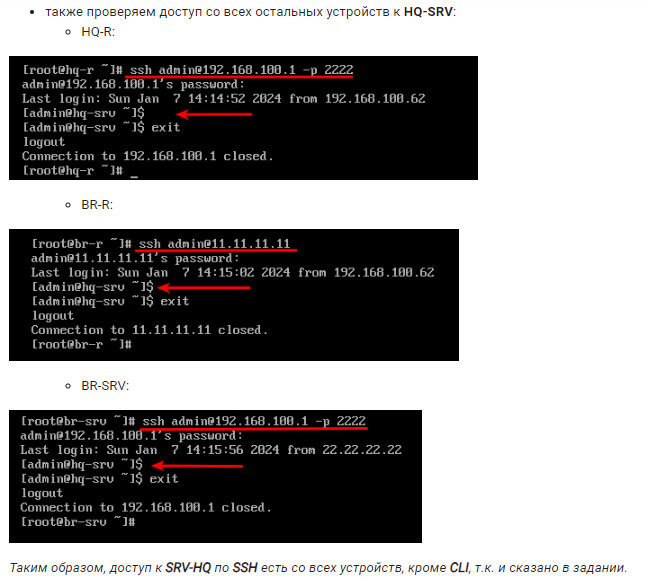 также проверяем доступ со всех остальных устройств к HQ-SRV:
HQ-R:
[root@hq-r ~]# ssh admin@192.168.100.1 -p 2222
admin@192.168.100.1's password:
Last login: Sun Jan  7 14:14:52 2024 from 192.168.100.62
[admin@hq-srv ~]$
[admin@hq-srv ~]$ exit
logout
Connection to 192.168.100.1 closed.
[root@hq-r ~]# _
BR-R:
[root@br-r ~]# ssh admin@11.11.11.11
admin@11.11.11.11's password:
Last login: Sun Jan  7 14:15:02 2024 from 192.168.100.62
[admin@hq-srv ~]$
[admin@hq-srv ~]$ exit
logout
Connection to 11.11.11.11 closed.
[root@br-r ~]#
BR-SRV:
[root@br-srv ~]# ssh admin@192.168.100.1 -p 2222
admin@192.168.100.1's password:
Last login: Sun Jan  7 14:15:56 2024 from 22.22.22.22
[admin@hq-srv ~]$
[admin@hq-srv ~]$ exit
logout
Connection to 192.168.100.1 closed.
[root@br-srv ~]#
Таким образом, доступ к SRV-HQ по SSH есть со всех устройств, кроме CLI, т.к. и сказано в задании.